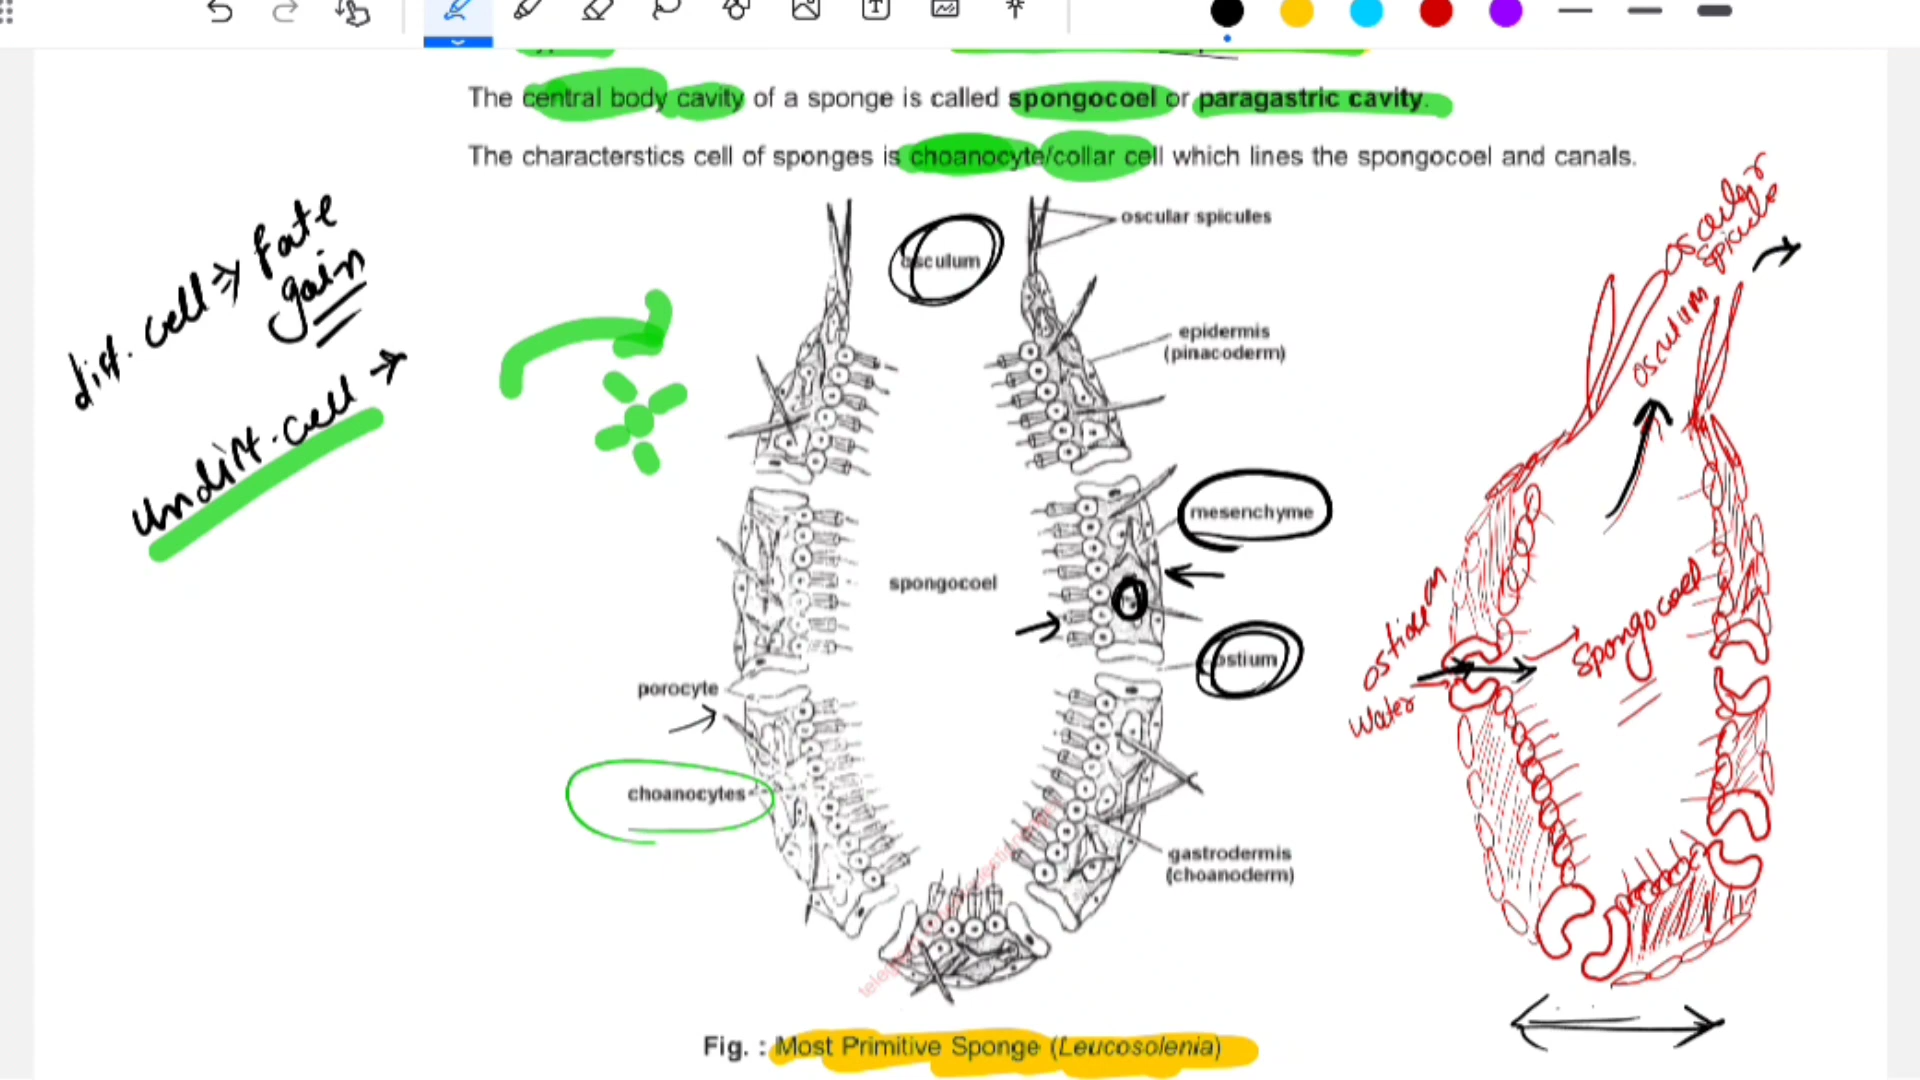 The central body cavity of a sponge is called spongocoel or paragastric cavity.
The characterstics cell of sponges is choanocyte/collar cell which lines the spongocoel and canals.
oscular spicules
osculum
epidermis
(pinacoderm)
mesenchyme
spongocoel
ostium
porocyte
choanocytes
gastrodermis
(choanoderm)
Fig. : Most Primitive Sponge (Leucosolenia)
diff. cell ⇒ fate
gain
undiff. cell →
oscular
spicule
osculum
ostium
water
spongocoel